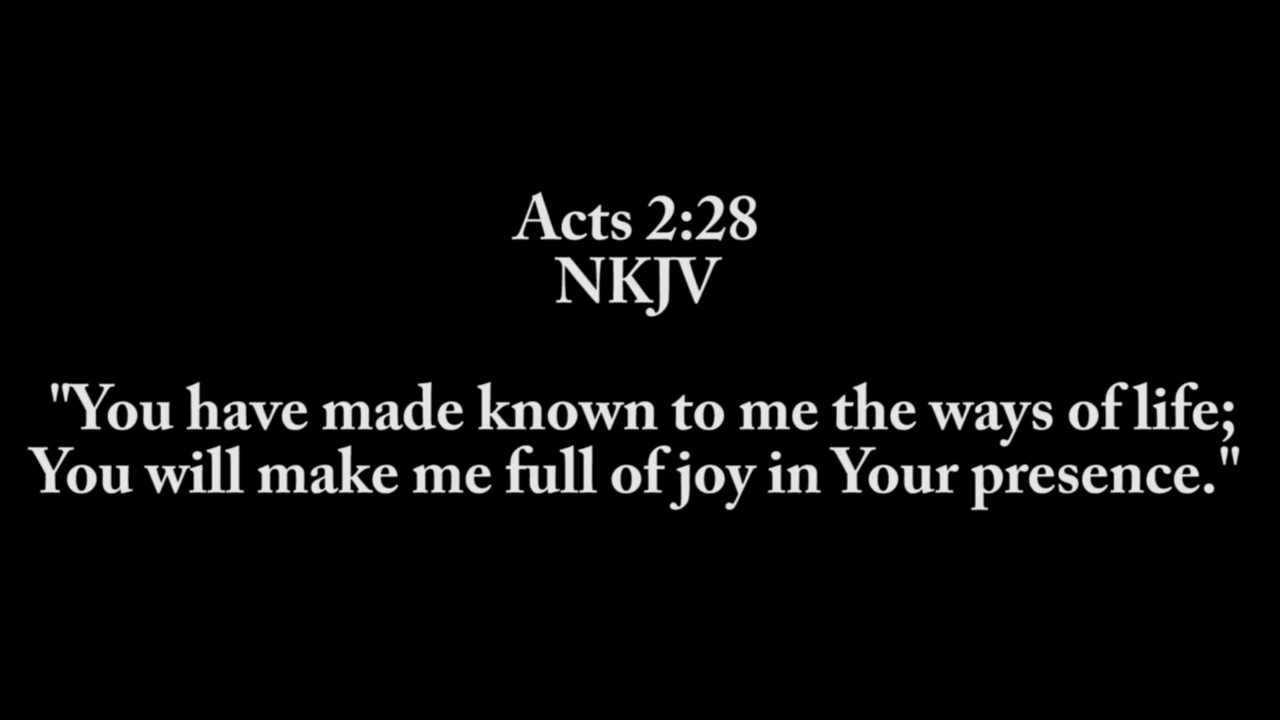 Acts 2:28
NKJV
"You have made known to me the ways of life;
You will make me full of joy in Your presence."